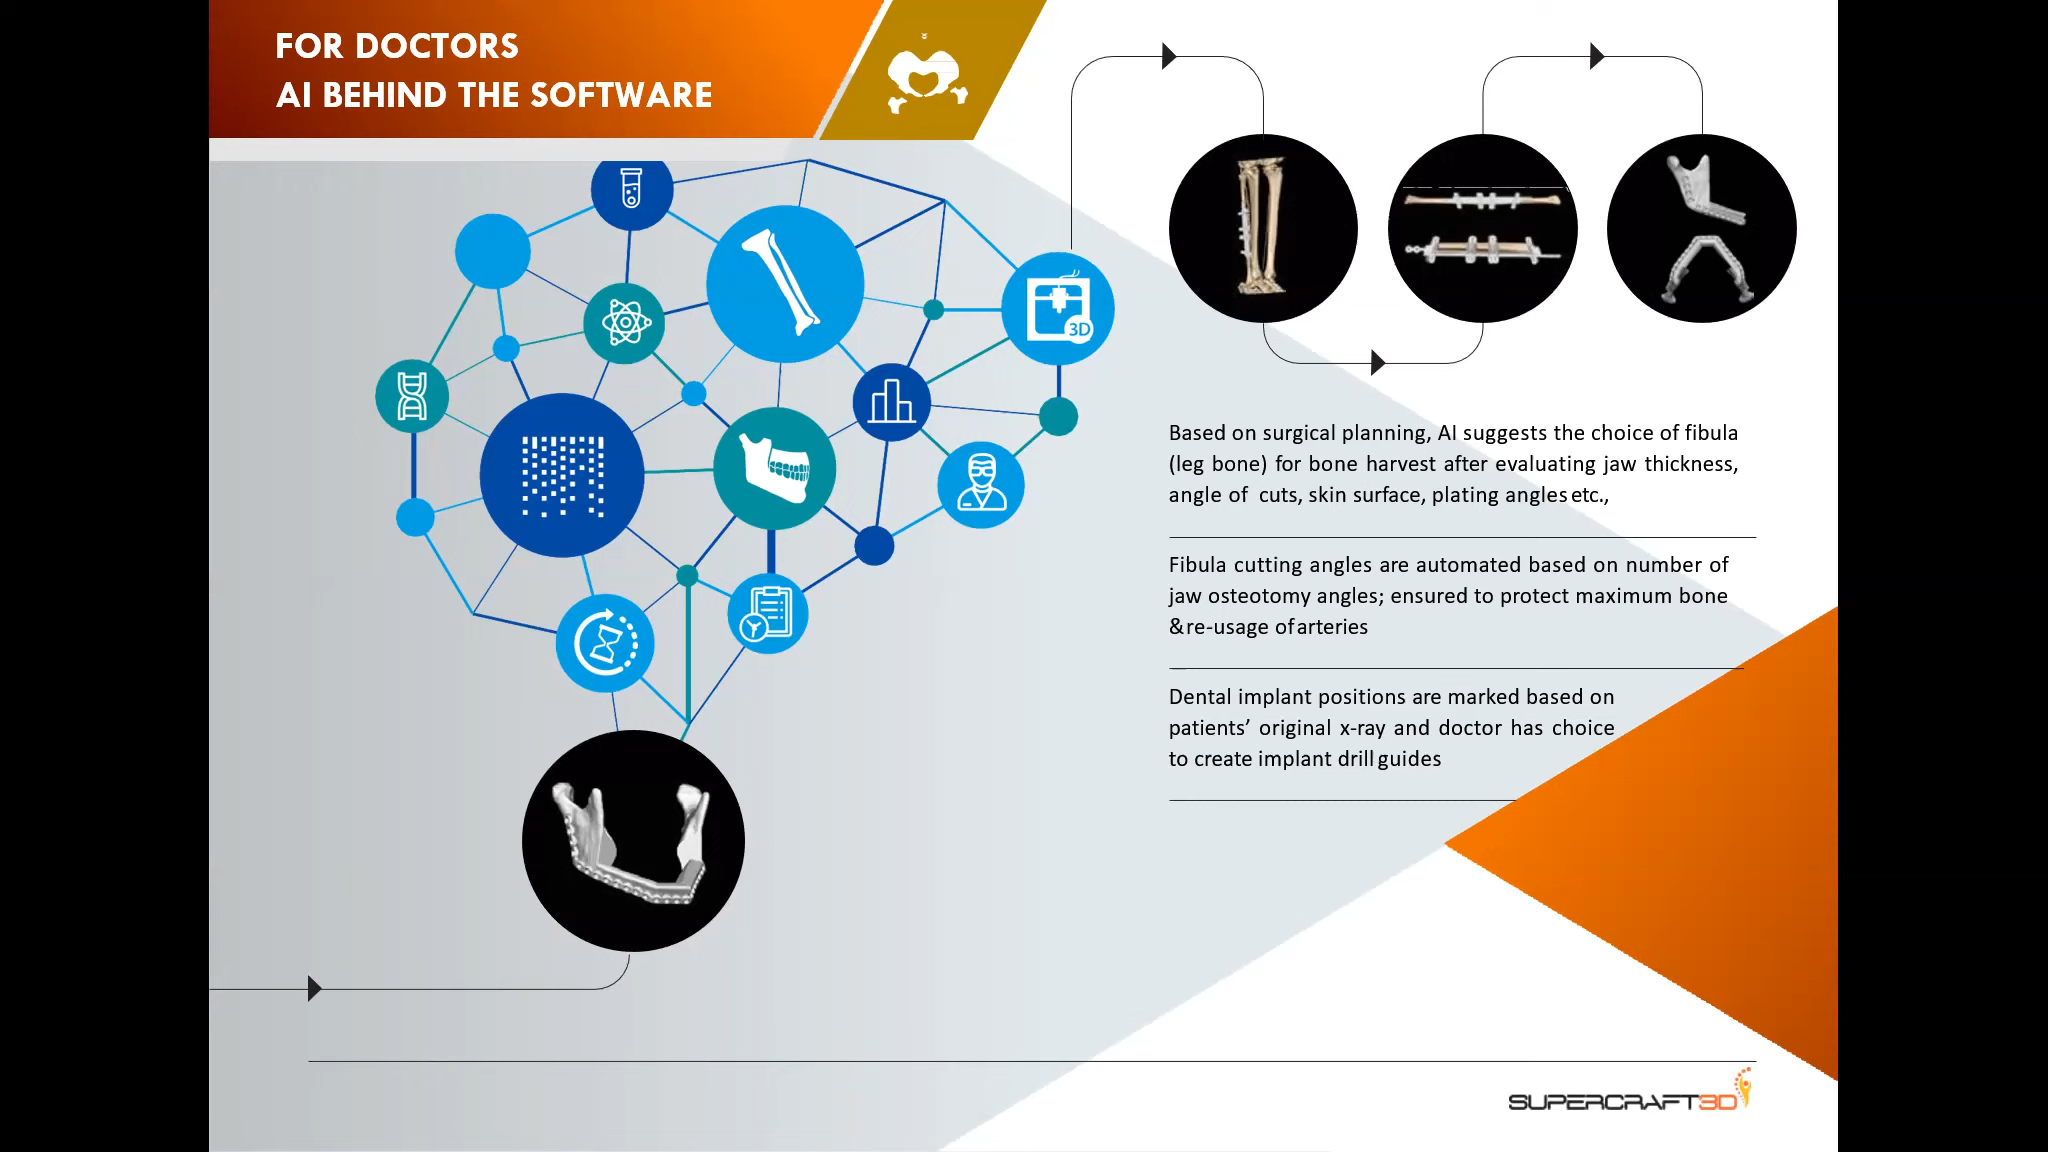 FOR DOCTORS
AI BEHIND THE SOFTWARE
3D
Based on surgical planning, AI suggests the choice of fibula
(leg bone) for bone harvest after evaluating jaw thickness,
angle of cuts, skin surface, plating angles etc.,
Fibula cutting angles are automated based on number of
jaw osteotomy angles; ensured to protect maximum bone
& re-usage of arteries
Dental implant positions are marked based on
patients’ original x-ray and doctor has choice
to create implant drill guides
SUPERCRAFT3D